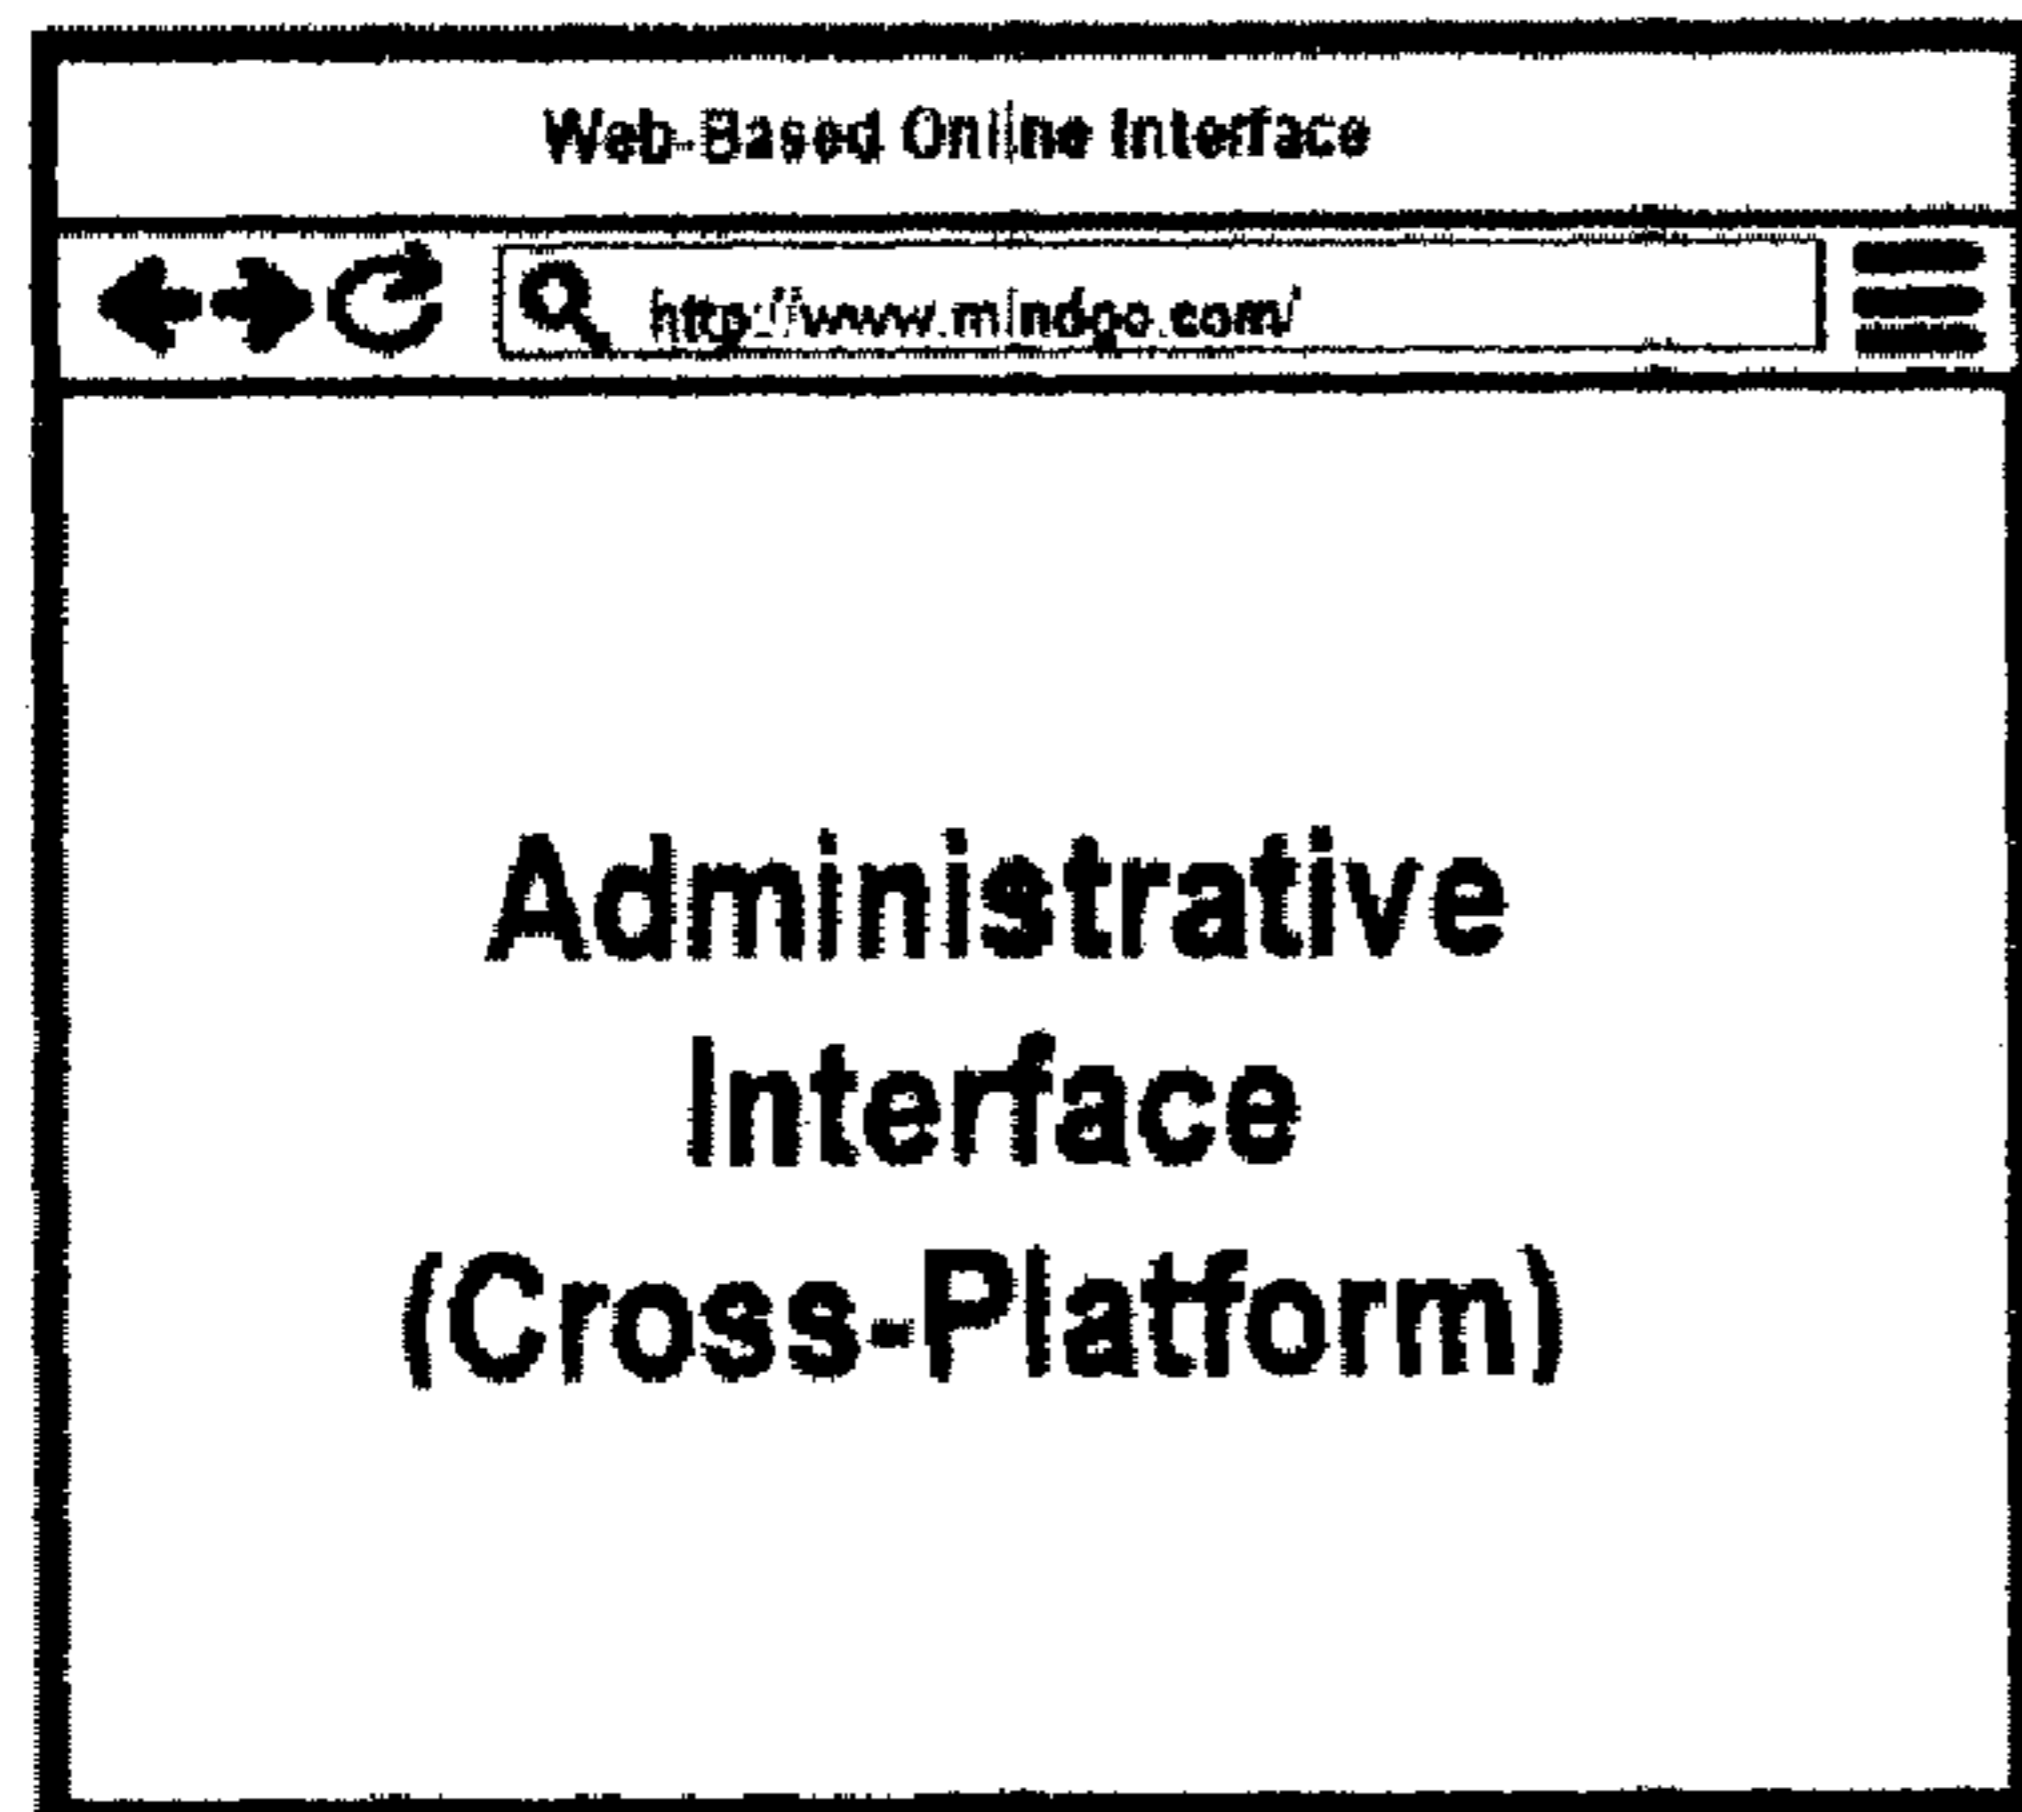 Web-Based Online Interface
http://www.mindgo.com/
Administrative
Interface
(Cross-Platform)